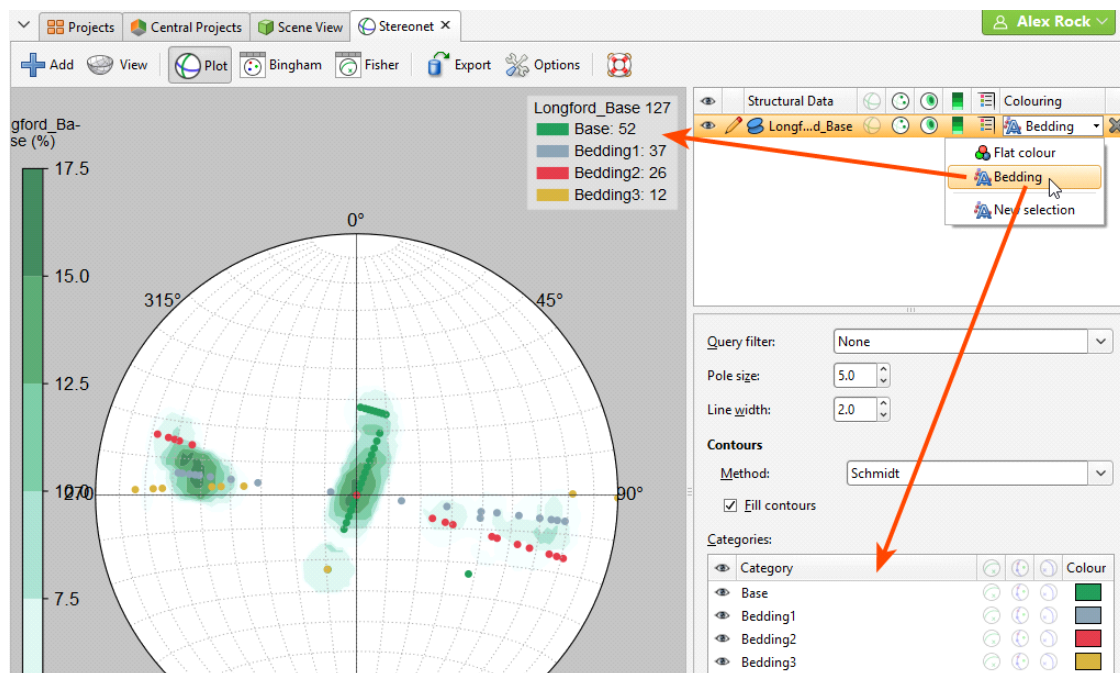 Projects Central Projects Scene View Stereonet
Alex Rock
Add View Plot Bingham Fisher Export Options
Structural Data Colouring
Longf...d_Base Bedding
Flat colour
Bedding
New selection
Longford_Base 127
Base: 52
Bedding1: 37
Bedding2: 26
Bedding3: 12
gford_Ba-
se (%)
17.5
15.0
12.5
7.5
0°
315°
45°
90°
Query filter: None
Pole size: 5.0
Line width: 2.0
Contours
Method: Schmidt
Fill contours
Categories:
Category Colour
Base
Bedding1
Bedding2
Bedding3